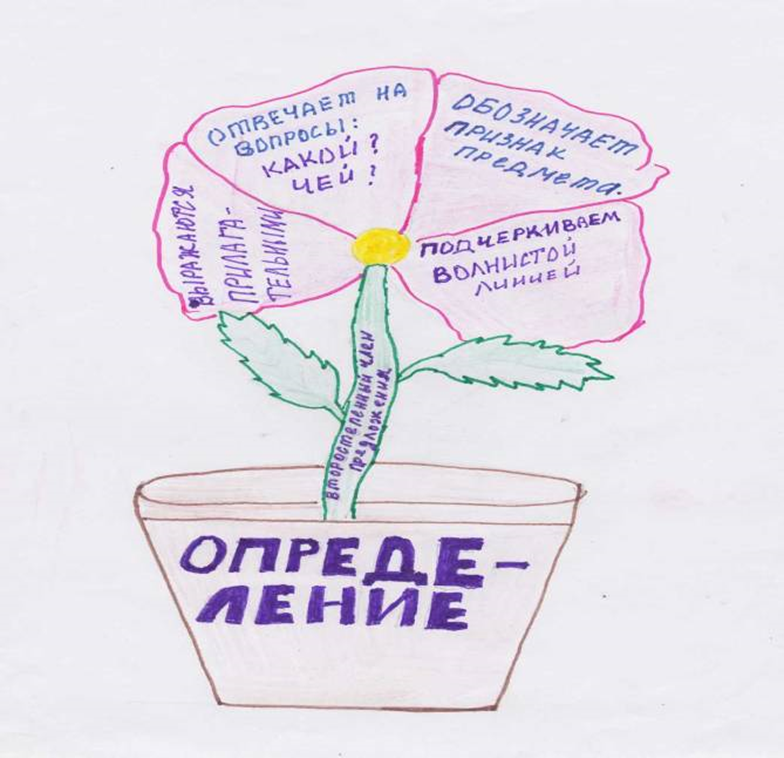 ОТВЕЧАЕТ НА
ВОПРОСЫ:
КАКОЙ?
ЧЕЙ?
ОБОЗНАЧАЕТ
ПРИЗНАК
ПРЕДМЕТА.
ВЫРАЖАЮТСЯ
ПРИЛАГА-
ТЕЛЬНЫМИ
ПОДЧЕРКИВАЕМ
ВОЛНИСТОЙ
ЛИНИЕЙ
ВТОРОСТЕПЕННЫЙ ЧЛЕН
ПРЕДЛОЖЕНИЯ
ОПРЕДЕ-
ЛЕНИЕ